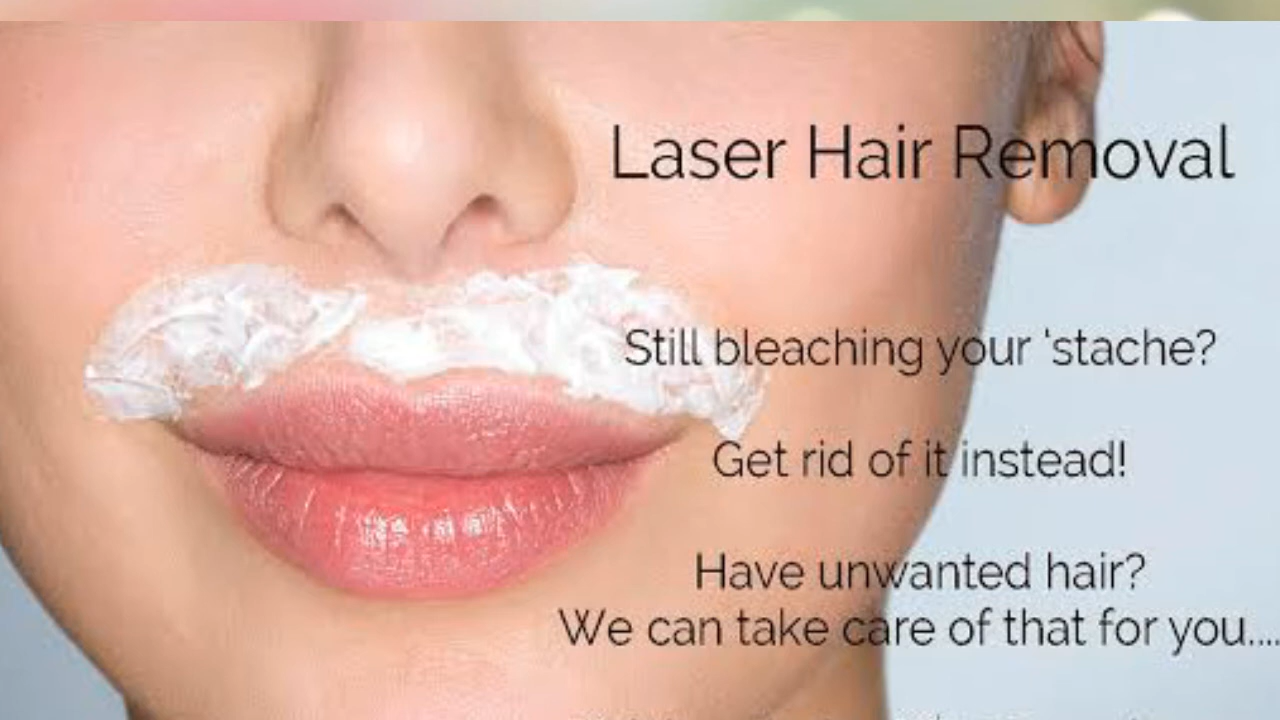 Laser Hair Removal
Still bleaching your 'stache?
Get rid of it instead!
Have unwanted hair?
We can take care of that for you....